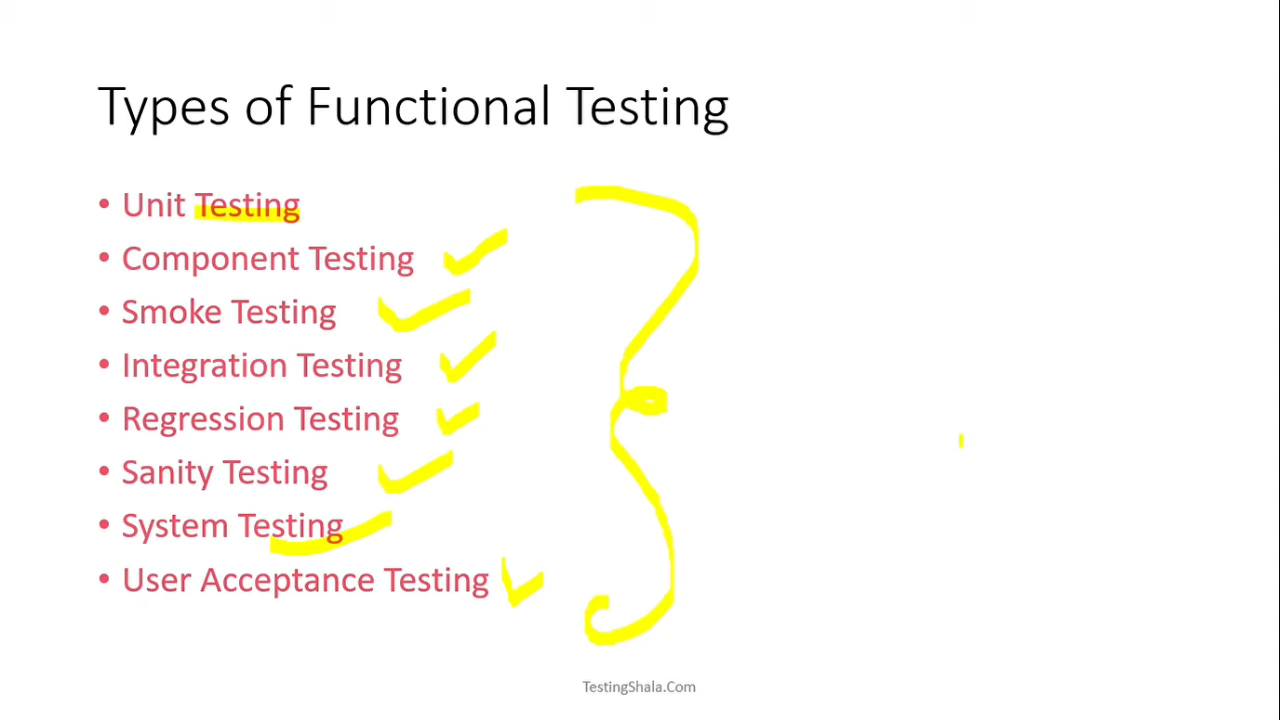 Types of Functional Testing
• Unit Testing
• Component Testing
• Smoke Testing
• Integration Testing
• Regression Testing
• Sanity Testing
• System Testing
• User Acceptance Testing
TestingShala.Com